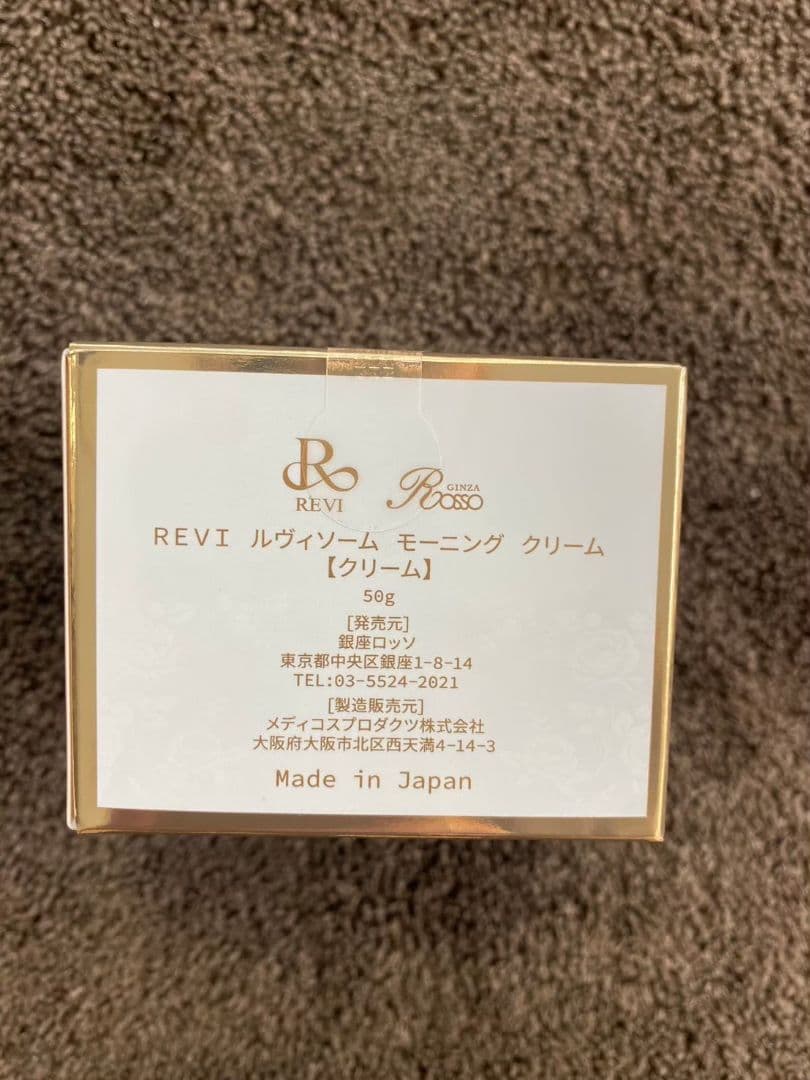 R
REVI
GINZA
Rosso
REVI ルヴィソーム モーニング クリーム
【クリーム】
50g
[発売元]
銀座ロッソ
東京都中央区銀座1-8-14
TEL:03-5524-2021
[製造販売元]
メディコスプロダクツ株式会社
大阪府大阪市北区西天満4-14-3
Made in Japan